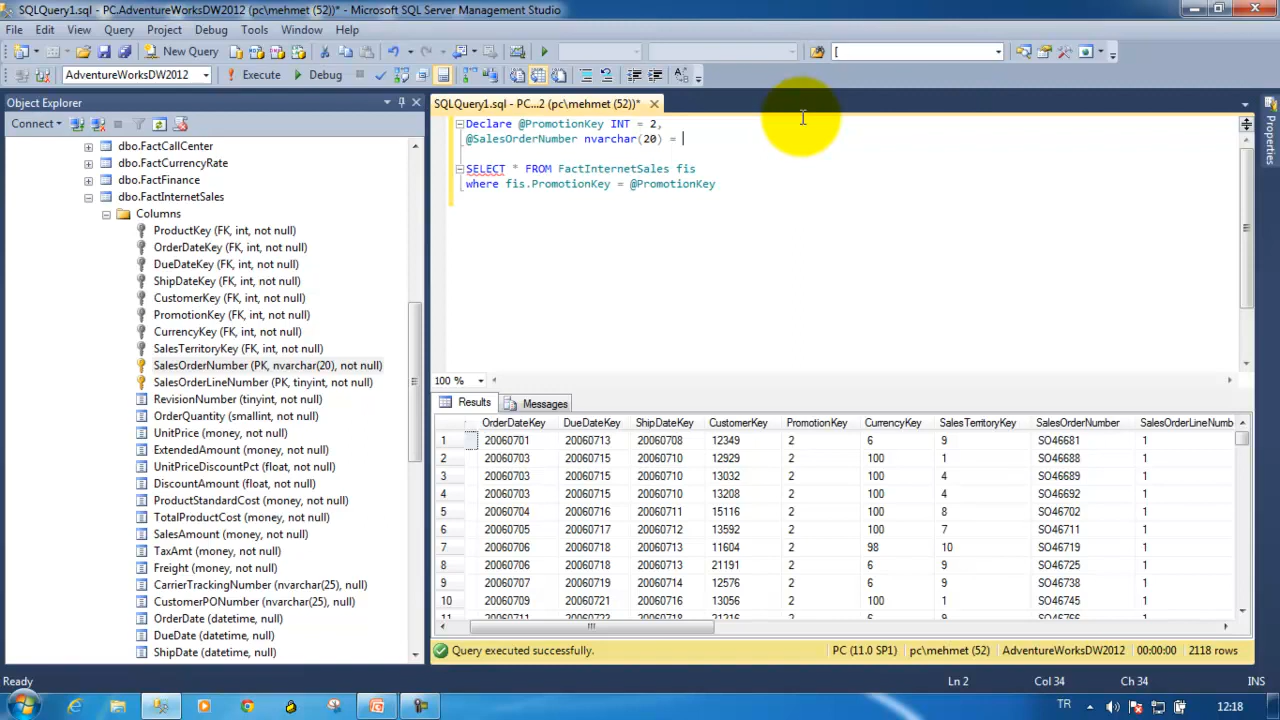 SQLQuery1.sql - PC.AdventureWorksDW2012 (pc\mehmet (52))* - Microsoft SQL Server Management Studio
File Edit View Query Project Debug Tools Window Help
New Query [
AdventureWorksDW2012 ! Execute Debug
Object Explorer
Connect
dbo.FactCallCenter
dbo.FactCurrencyRate
dbo.FactFinance
dbo.FactInternetSales
Columns
ProductKey (FK, int, not null)
OrderDateKey (FK, int, not null)
DueDateKey (FK, int, not null)
ShipDateKey (FK, int, not null)
CustomerKey (FK, int, not null)
PromotionKey (FK, int, not null)
CurrencyKey (FK, int, not null)
SalesTerritoryKey (FK, int, not null)
SalesOrderNumber (PK, nvarchar(20), not null)
SalesOrderLineNumber (PK, tinyint, not null)
RevisionNumber (tinyint, not null)
OrderQuantity (smallint, not null)
UnitPrice (money, not null)
ExtendedAmount (money, not null)
UnitPriceDiscountPct (float, not null)
DiscountAmount (float, not null)
ProductStandardCost (money, not null)
TotalProductCost (money, not null)
SalesAmount (money, not null)
TaxAmt (money, not null)
Freight (money, not null)
CarrierTrackingNumber (nvarchar(25), null)
CustomerPONumber (nvarchar(25), null)
OrderDate (datetime, null)
DueDate (datetime, null)
ShipDate (datetime, null)
SQLQuery1.sql - PC...2 (pc\mehmet (52))*
Declare @PromotionKey INT = 2,
@SalesOrderNumber nvarchar(20) =
SELECT * FROM FactInternetSales fis
where fis.PromotionKey = @PromotionKey
Properties
100 %
Results Messages
OrderDateKey DueDateKey ShipDateKey CustomerKey PromotionKey CurrencyKey SalesTerritoryKey SalesOrderNumber SalesOrderLineNumb
1 20060701 20060713 20060708 12349 2 6 9 SO46681 1
2 20060703 20060715 20060710 12929 2 100 1 SO46688 1
3 20060703 20060715 20060710 13032 2 100 4 SO46689 1
4 20060703 20060715 20060710 13208 2 100 4 SO46692 1
5 20060704 20060716 20060711 15116 2 100 8 SO46702 1
6 20060705 20060717 20060712 13592 2 100 7 SO46711 1
7 20060706 20060718 20060713 11604 2 98 10 SO46719 1
8 20060706 20060718 20060713 21191 2 6 9 SO46725 1
9 20060707 20060719 20060714 12576 2 6 9 SO46738 1
10 20060709 20060721 20060716 13056 2 100 1 SO46745 1
Query executed successfully. PC (11.0 SP1) pc\mehmet (52) AdventureWorksDW2012 00:00:00 2118 rows
Ready Ln 2 Col 34 Ch 34 INS
TR 12:18